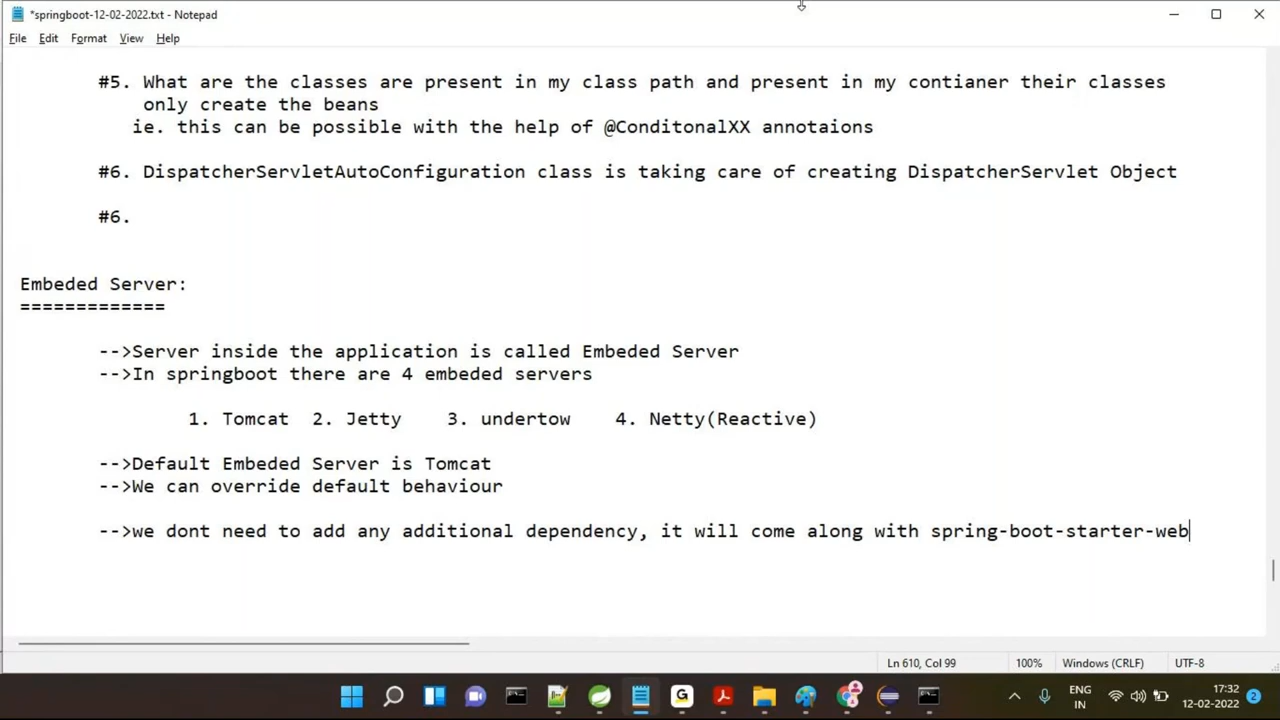 *springboot-12-02-2022.txt - Notepad
File Edit Format View Help
#5. What are the classes are present in my class path and present in my contianer their classes
only create the beans
ie. this can be possible with the help of @ConditonalXX annotaions
#6. DispatcherServletAutoConfiguration class is taking care of creating DispatcherServlet Object
#6.
Embeded Server:
=============
-->Server inside the application is called Embeded Server
-->In springboot there are 4 embeded servers
1. Tomcat 2. Jetty 3. undertow 4. Netty(Reactive)
-->Default Embeded Server is Tomcat
-->We can override default behaviour
-->we dont need to add any additional dependency, it will come along with spring-boot-starter-web
Ln 610, Col 99 100% Windows (CRLF) UTF-8
ENG 17:32
IN 12-02-2022 2